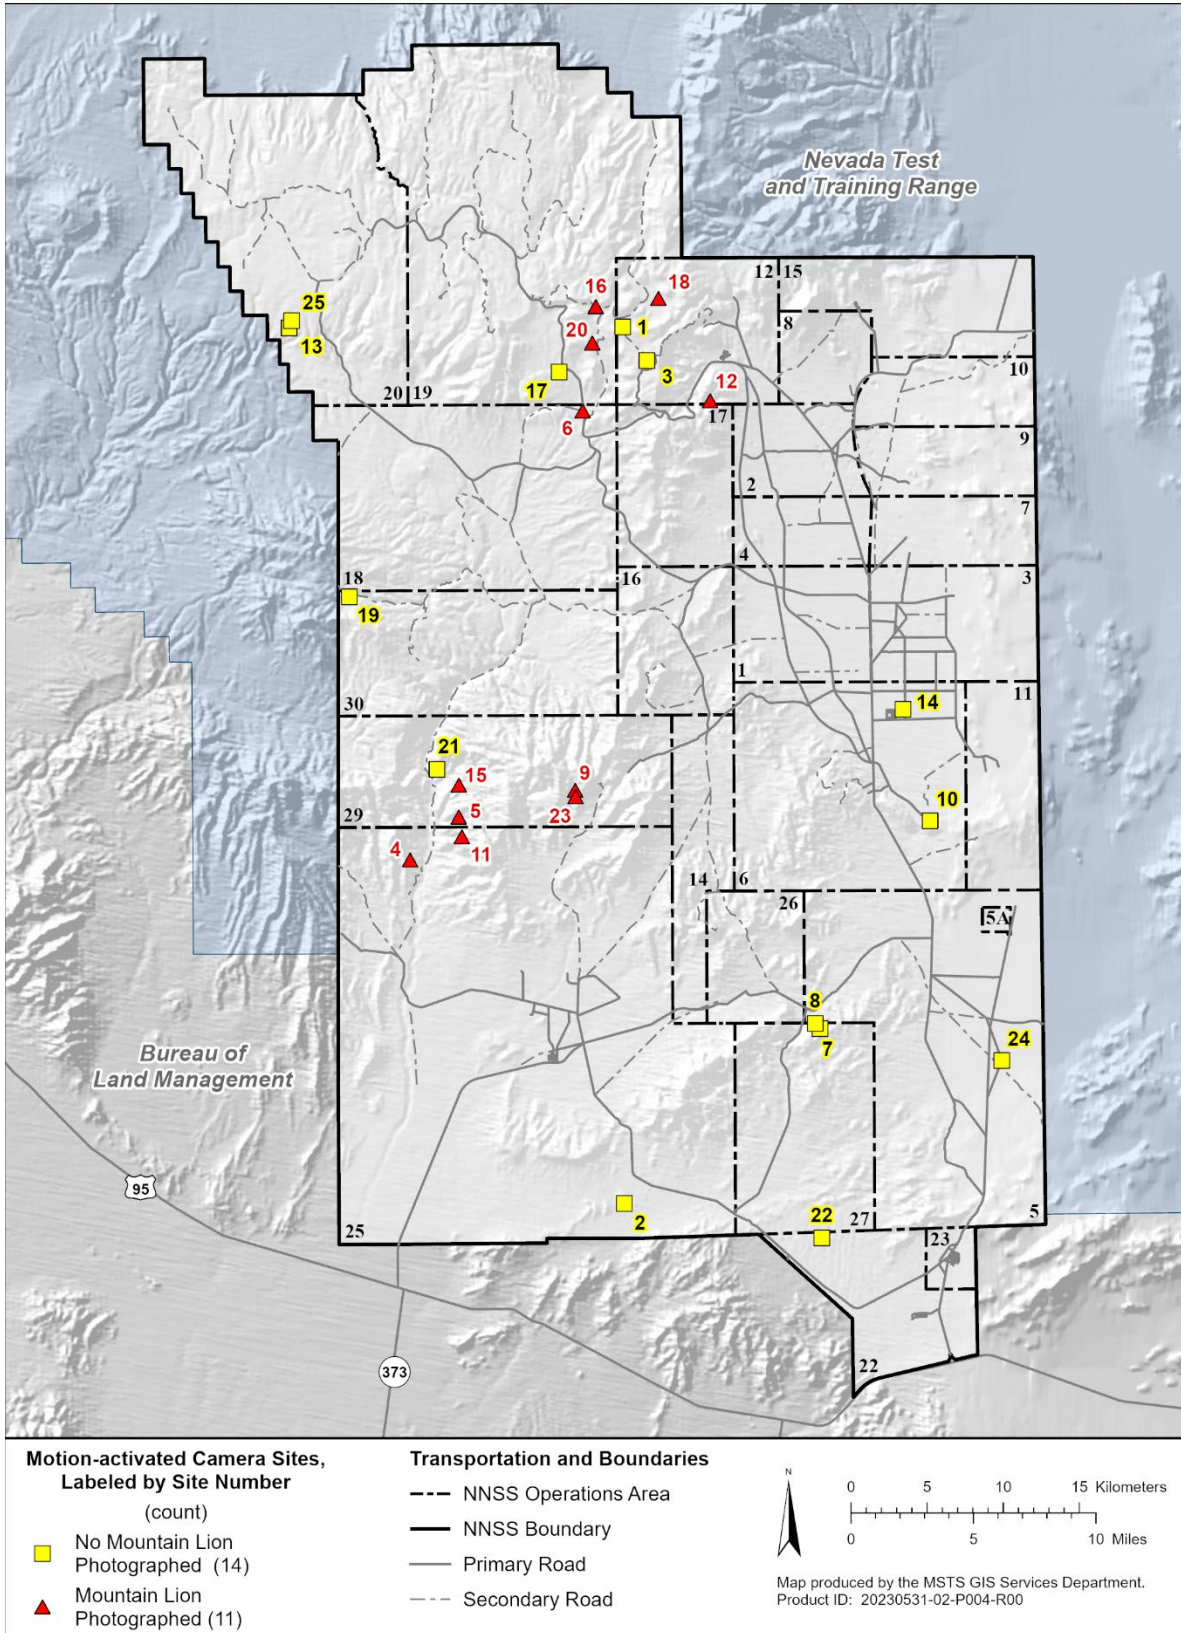 Nevada Test
and Training Range
12
15
16
18
8
25
1
20
13
3
10
17
12
20
19
17
6
9
2
7
4
18
16
3
19
1
11
14
30
21
15
9
10
5
23
29
11
4
14
6
26
5A
8
7
24
Bureau of
Land Management
95
2
22
27
5
25
23
22
373
Motion-activated Camera Sites,
Labeled by Site Number
(count)
No Mountain Lion
Photographed (14)
Mountain Lion
Photographed (11)
Transportation and Boundaries
NNSS Operations Area
NNSS Boundary
Primary Road
Secondary Road
N
0 5 10 15 Kilometers
0 5 10 Miles
Map produced by the MSTS GIS Services Department.
Product ID: 20230531-02-P004-R00